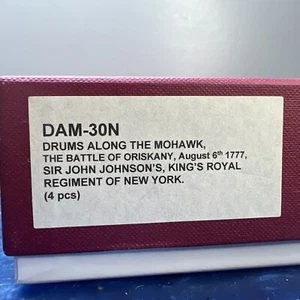 DAM-30N
DRUMS ALONG THE MOHAWK,
THE BATTLE OF ORISKANY, August 6th 1777,
SIR JOHN JOHNSON'S, KING'S ROYAL
REGIMENT OF NEW YORK.
(4 pcs)